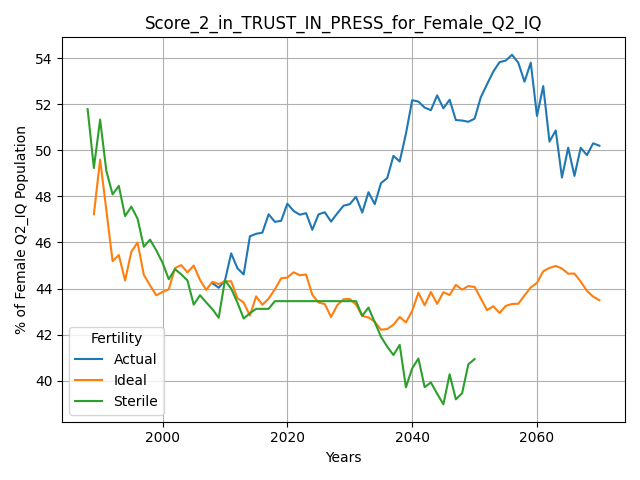 Score_2_in_TRUST_IN_PRESS_for_Female_Q2_IQ
% of Female Q2_IQ Population
54
52
50
48
46
44
42
40
Fertility
Actual
Ideal
Sterile
2000
2020
2040
2060
Years